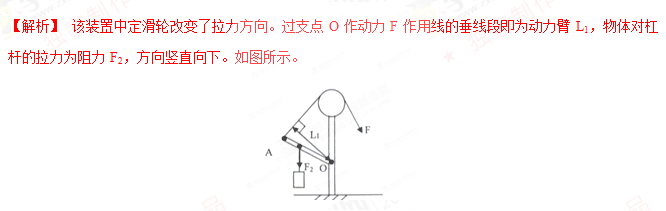 【解析】 该装置中定滑轮改变了拉力方向。过支点 O 作动力 F 作用线的垂线段即为动力臂 L₁，物体对杠
杆的拉力为阻力 F₂，方向竖直向下。如图所示。
F
L₁
A
F₂ O